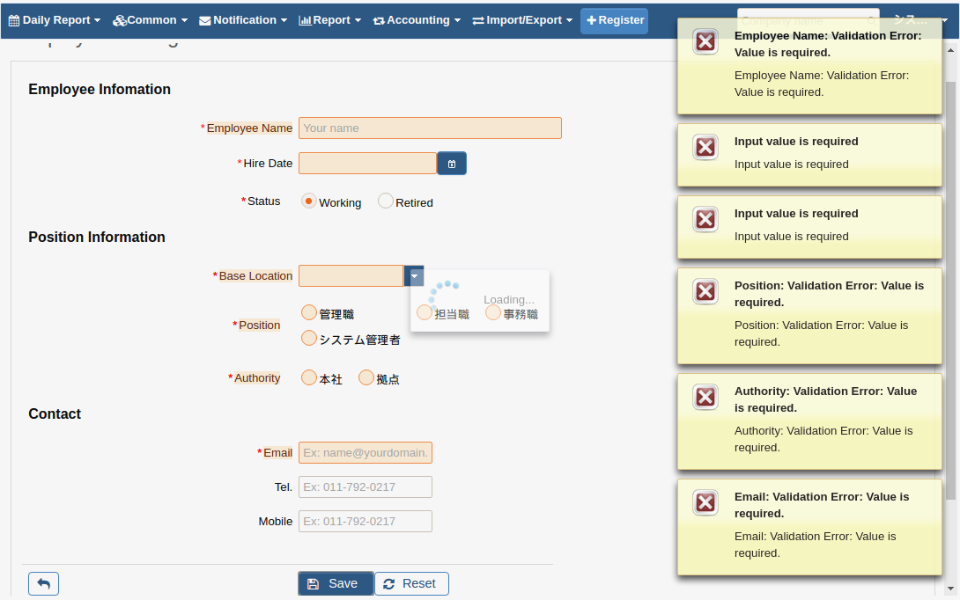 Daily Report Common Notification Report Accounting Import/Export Register
Employee Infomation
*Employee Name Your name
*Hire Date
*Status Working Retired
Position Information
*Base Location
Loading...
*Position 管理職 担当職 事務職
システム管理者
*Authority 本社 拠点
Contact
*Email Ex: name@yourdomain.
Tel. Ex: 011-792-0217
Mobile Ex: 011-792-0217
Save Reset
Company name シス...
Employee Name: Validation Error:
Value is required.
Employee Name: Validation Error:
Value is required.
Input value is required
Input value is required
Input value is required
Input value is required
Position: Validation Error: Value is
required.
Position: Validation Error: Value is
required.
Authority: Validation Error: Value
is required.
Authority: Validation Error: Value is
required.
Email: Validation Error: Value is
required.
Email: Validation Error: Value is
required.